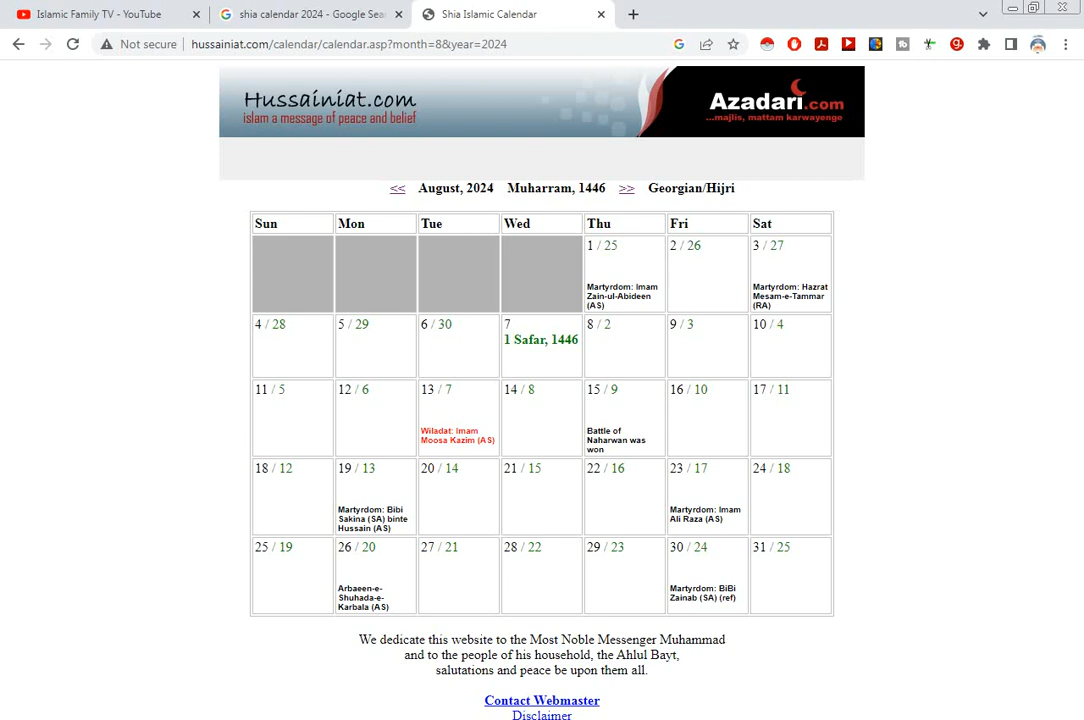 Islamic Family TV - YouTube
shia calendar 2024 - Google Sea
Shia Islamic Calendar
Not secure
hussainiat.com/calendar/calendar.asp?month=8&year=2024
Hussainiat.com
islam a message of peace and belief
Azadari.com
...majlis, mattam karwayenge
<< August, 2024 Muharram, 1446 >> Georgian/Hijri
Sun Mon Tue Wed Thu Fri Sat
1 / 25 2 / 26 3 / 27
Martyrdom: Imam
Zain-ul-Abideen
(AS)
Martyrdom: Hazrat
Mesam-e-Tammar
(RA)
4 / 28 5 / 29 6 / 30 7 8 / 2 9 / 3 10 / 4
1 Safar, 1446
11 / 5 12 / 6 13 / 7 14 / 8 15 / 9 16 / 10 17 / 11
Wiladat: Imam
Moosa Kazim (AS)
Battle of
Naharwan was
won
18 / 12 19 / 13 20 / 14 21 / 15 22 / 16 23 / 17 24 / 18
Martyrdom: Bibi
Sakina (SA) binte
Hussain (AS)
Martyrdom: Imam
Ali Raza (AS)
25 / 19 26 / 20 27 / 21 28 / 22 29 / 23 30 / 24 31 / 25
Arbaeen-e-
Shuhada-e-
Karbala (AS)
Martyrdom: BiBi
Zainab (SA) (ref)
We dedicate this website to the Most Noble Messenger Muhammad
and to the people of his household, the Ahlul Bayt,
salutations and peace be upon them all.
Contact Webmaster
Disclaimer